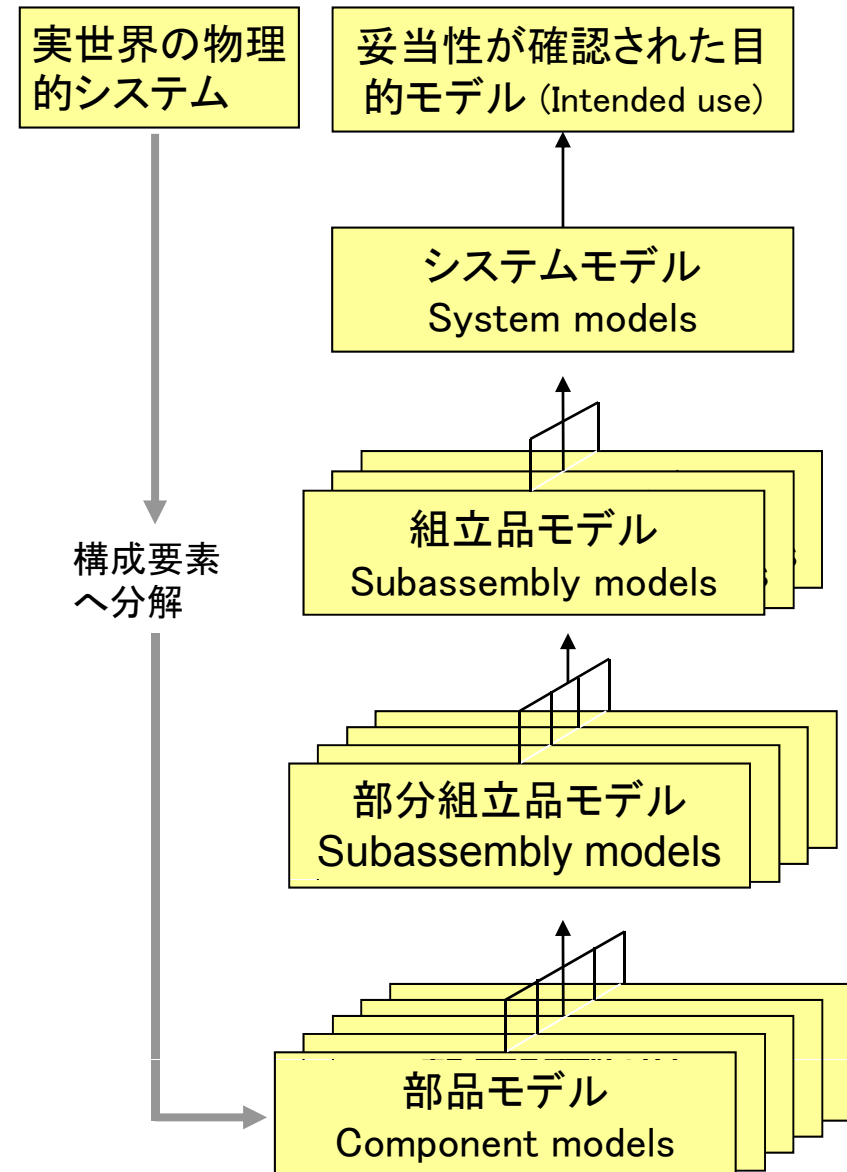 実世界の物理
的システム
妥当性が確認された目
的モデル (Intended use)
システムモデル
System models
組立品モデル
Subassembly models
構成要素
へ分解
部分組立品モデル
Subassembly models
部品モデル
Component models